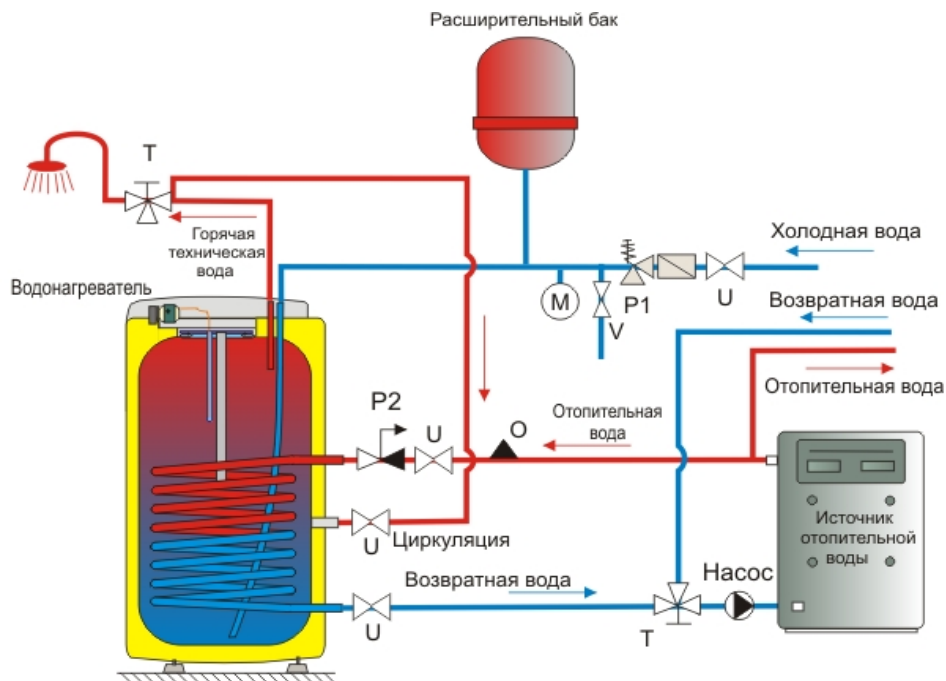 Расширительный бак
T
Горячая
техническая
вода
Холодная вода
Водонагреватель
M
V
P1
U
Возвратная вода
Отопительная вода
P2
U
O
Отопительная
вода
U
Циркуляция
Источник
отопительной
воды
Возвратная вода
Насос
U
T